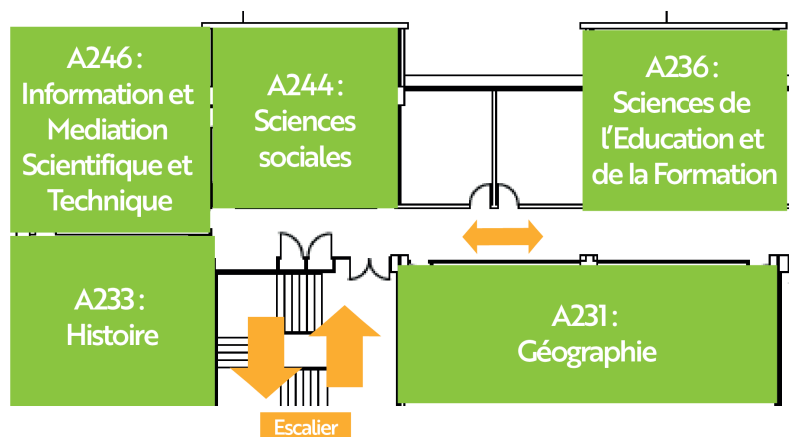 A246 :
Information et
Mediation
Scientifique et
Technique
A244 :
Sciences
sociales
A236 :
Sciences de
l'Education et
de la Formation
A233 :
Histoire
A231 :
Géographie
Escalier